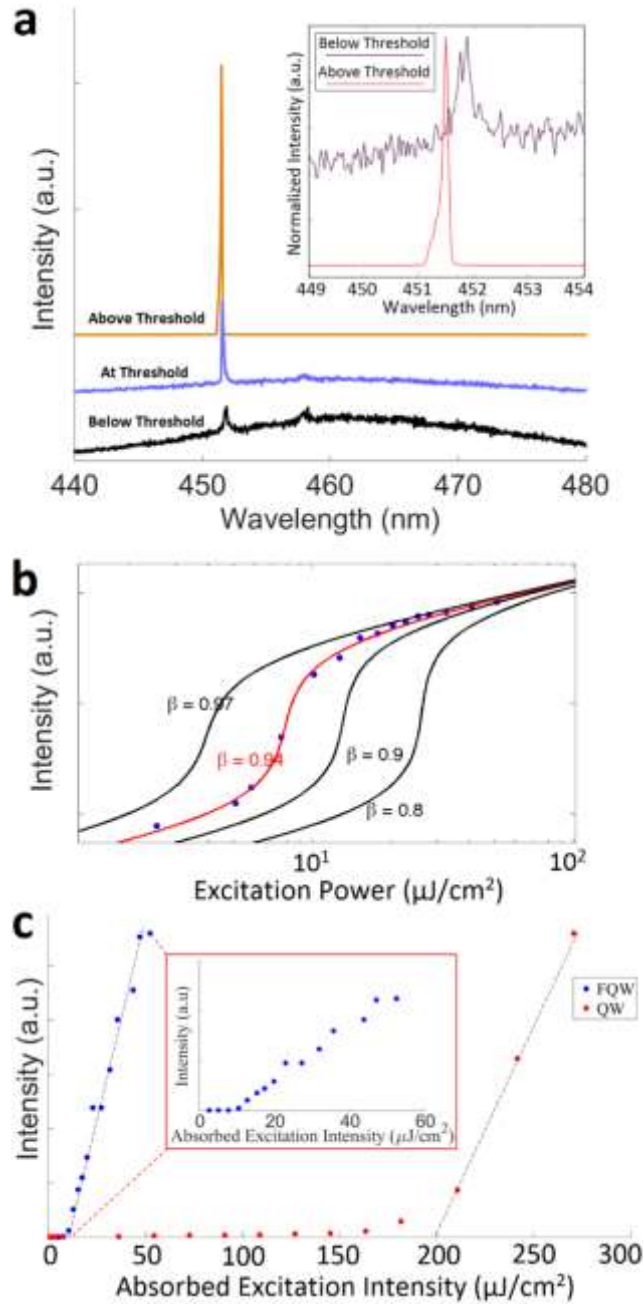 a
Intensity (a.u.)
Above Threshold
At Threshold
Below Threshold
440 450 460 470 480
Wavelength (nm)
Normalized Intensity (a.u.)
Below Threshold
Above Threshold
449 450 451 452 453 454
Wavelength (nm)
b
Intensity (a.u.)
β = 0.97
β = 0.94
β = 0.9
β = 0.8
10¹ 10²
Excitation Power (μJ/cm²)
c
Intensity (a.u.)
FQW
QW
Intensity (a.u)
0 20 40 60
Absorbed Excitation Intensity (μJ/cm²)
0 50 100 150 200 250 300
Absorbed Excitation Intensity (μJ/cm²)